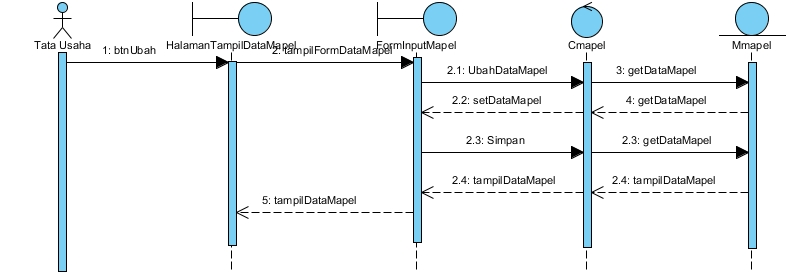 Tata Usaha
HalamanTampilDataMapel
FormInputMapel
Cmapel
Mmapel
1: btnUbah
2: tampilFormDataMapel
2.1: UbahDataMapel
3: getDataMapel
2.2: setDataMapel
4: getDataMapel
2.3: Simpan
2.3: getDataMapel
2.4: tampilDataMapel
2.4: tampilDataMapel
5: tampilDataMapel